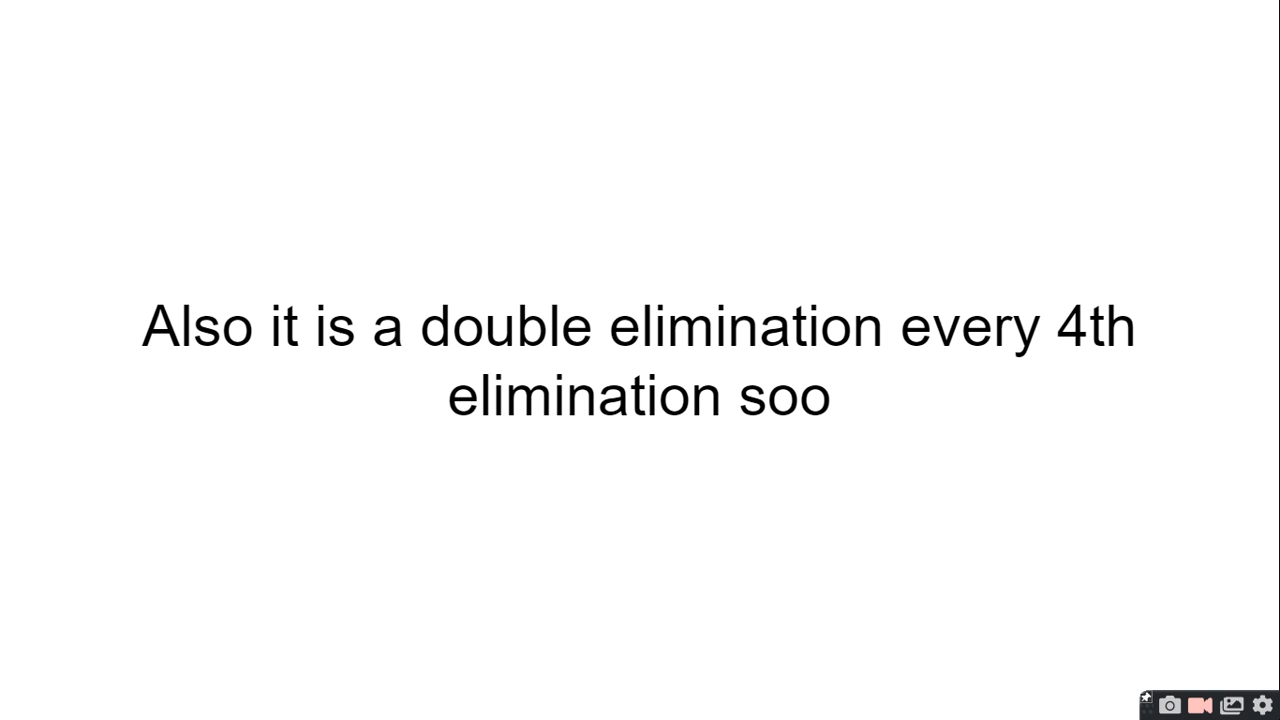 Also it is a double elimination every 4th
elimination soo